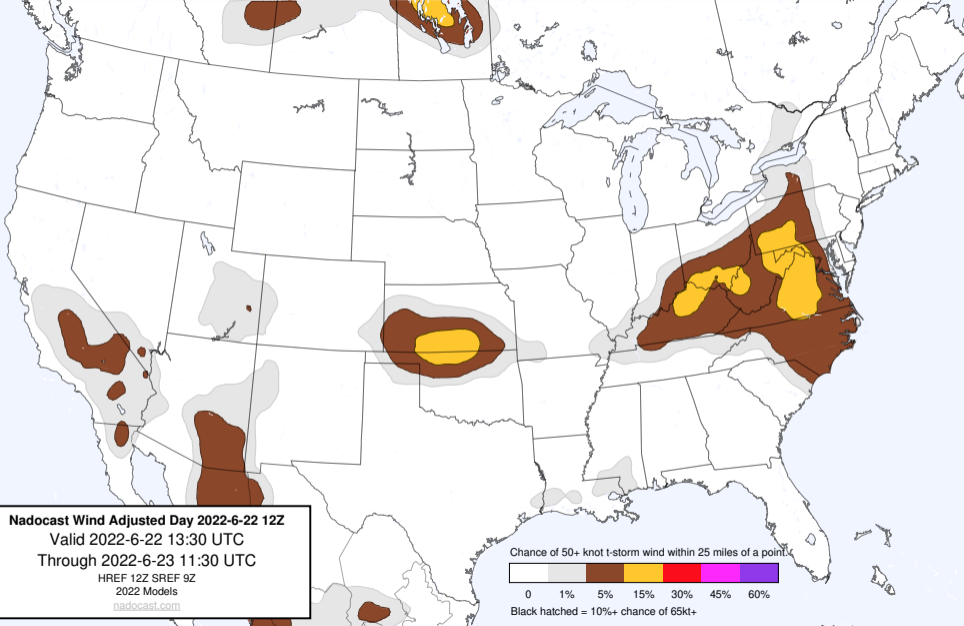 Nadocast Wind Adjusted Day 2022-6-22 12Z
Valid 2022-6-22 13:30 UTC
Through 2022-6-23 11:30 UTC
HREF 12Z SREF 9Z
2022 Models
nadocast.com
Chance of 50+ knot t-storm wind within 25 miles of a point.
0 1% 5% 15% 30% 45% 60%
Black hatched = 10%+ chance of 65kt+